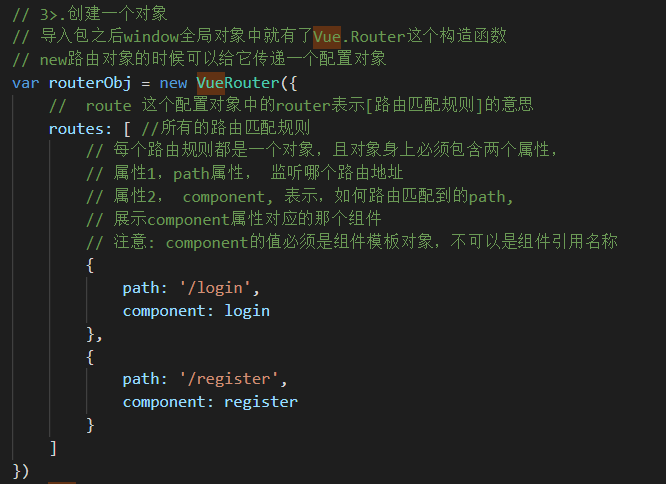 // 3>.创建一个对象
// 导入包之后window全局对象中就有了Vue.Router这个构造函数
// new路由对象的时候可以给它传递一个配置对象
var routerObj = new VueRouter({
//  route 这个配置对象中的router表示[路由匹配规则]的意思
routes: [ //所有的路由匹配规则
// 每个路由规则都是一个对象，且对象身上必须包含两个属性，
// 属性1，path属性， 监听哪个路由地址
// 属性2， component, 表示，如何路由匹配到的path,
// 展示component属性对应的那个组件
// 注意: component的值必须是组件模板对象，不可以是组件引用名称
{
path: '/login',
component: login
},
{
path: '/register',
component: register
}
]
})